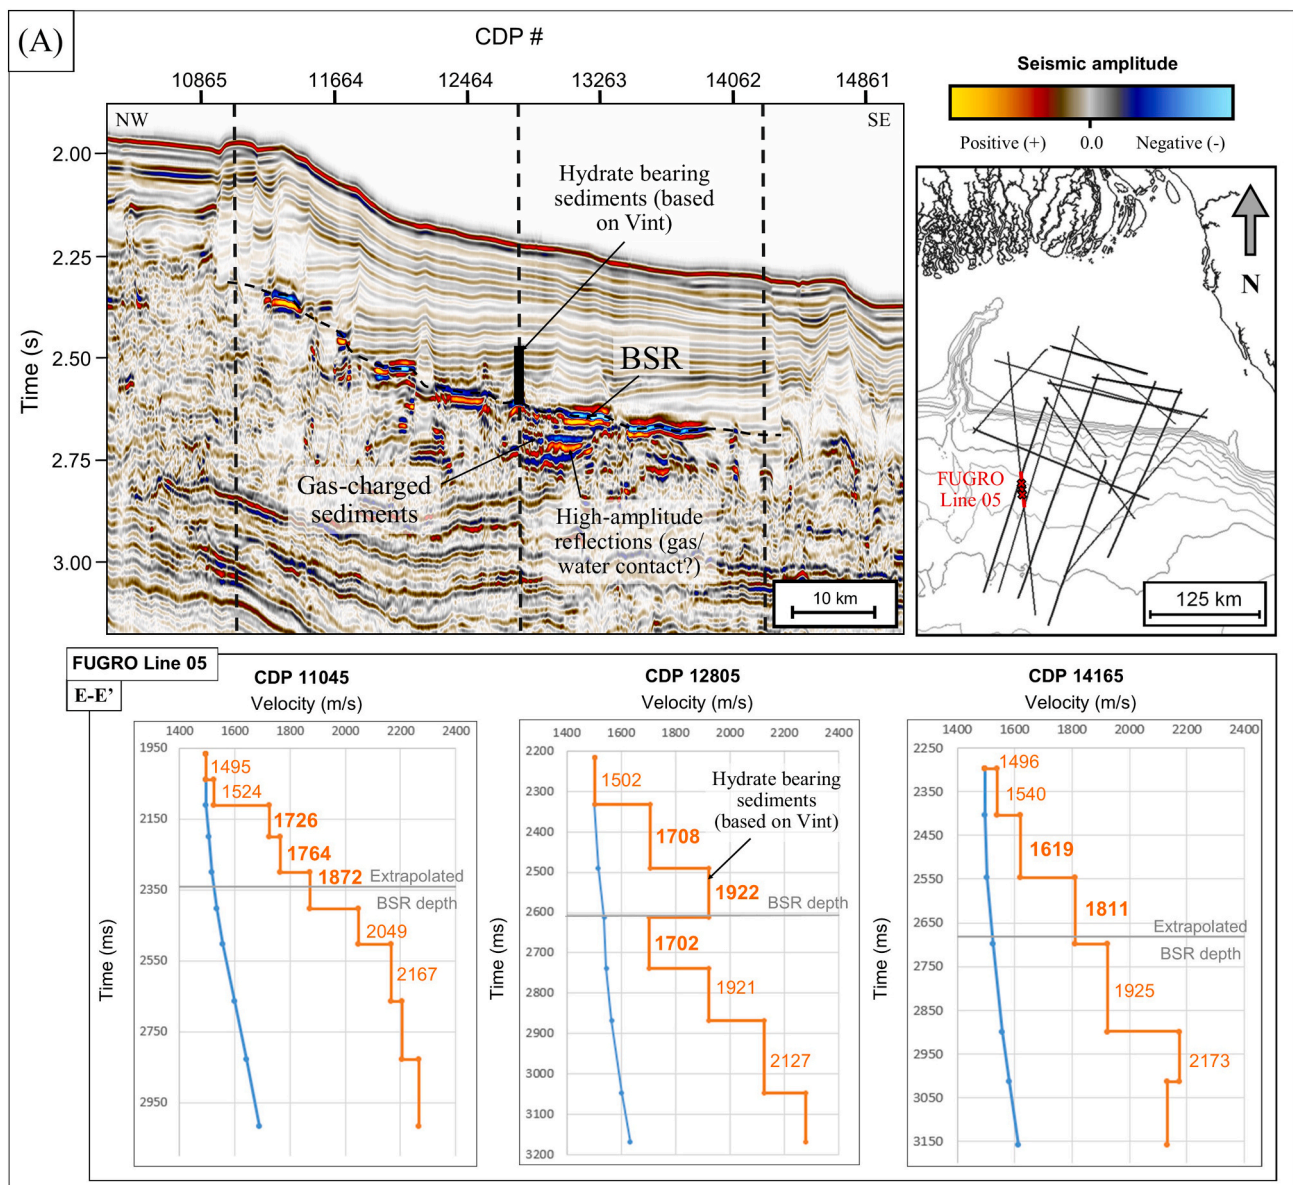 (A)
CDP #
10865 11664 12464 13263 14062 14861
NW
SE
Time (s)
2.00
2.25
2.50
2.75
3.00
Hydrate bearing
sediments (based
on Vint)
BSR
Gas-charged
sediments
High-amplitude
reflections (gas/
water contact?)
10 km
Seismic amplitude
Positive (+) 0.0 Negative (-)
N
FUGRO
Line 05
125 km
FUGRO Line 05
E-E’
CDP 11045
Velocity (m/s)
1400 1600 1800 2000 2200 2400
Time (ms)
1950
2150
2350
2550
2750
2950
1495
1524
1726
1764
1872
Extrapolated
BSR depth
2049
2167
CDP 12805
Velocity (m/s)
1400 1600 1800 2000 2200 2400
Time (ms)
2200
2300
2400
2500
2600
2700
2800
2900
3000
3100
3200
1502
Hydrate bearing
sediments
(based on Vint)
1708
1922
BSR depth
1702
1921
2127
CDP 14165
Velocity (m/s)
1400 1600 1800 2000 2200 2400
Time (ms)
2250
2350
2450
2550
2650
2750
2850
2950
3050
3150
1496
1540
1619
1811
Extrapolated
BSR depth
1925
2173